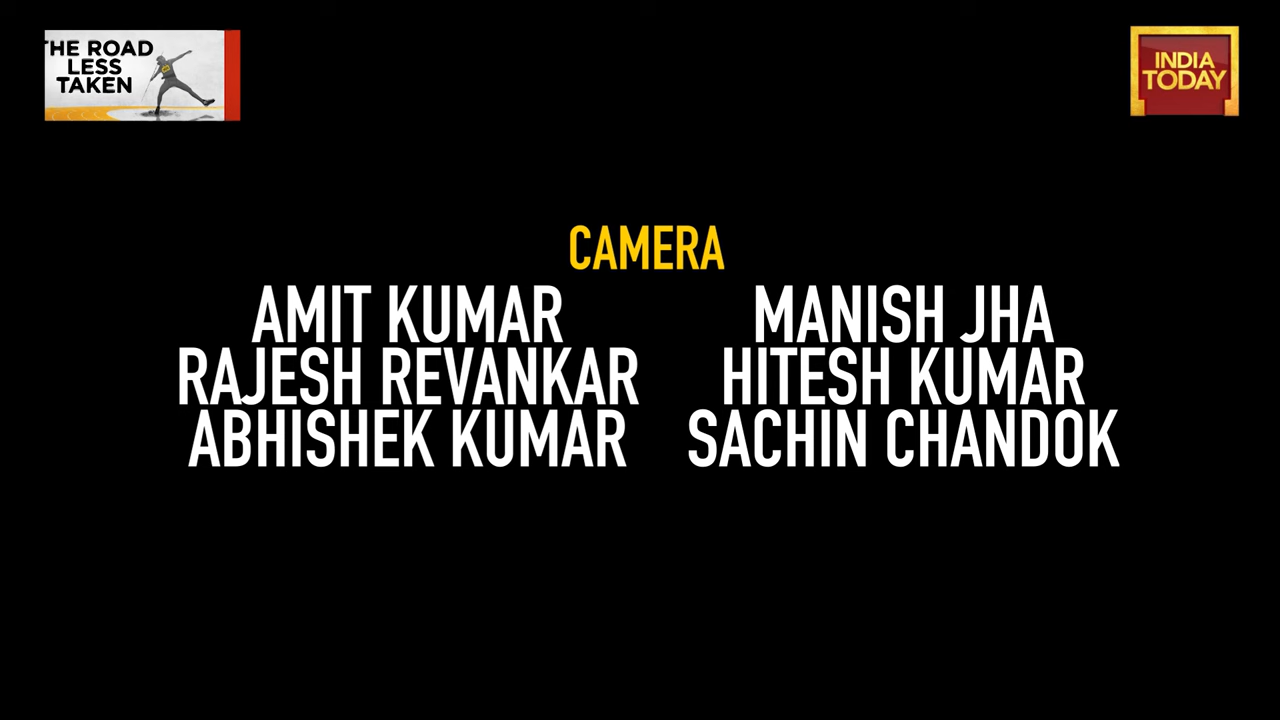 THE ROAD
LESS
TAKEN
INDIA
TODAY
CAMERA
AMIT KUMAR
RAJESH REVANKAR
ABHISHEK KUMAR
MANISH JHA
HITESH KUMAR
SACHIN CHANDOK